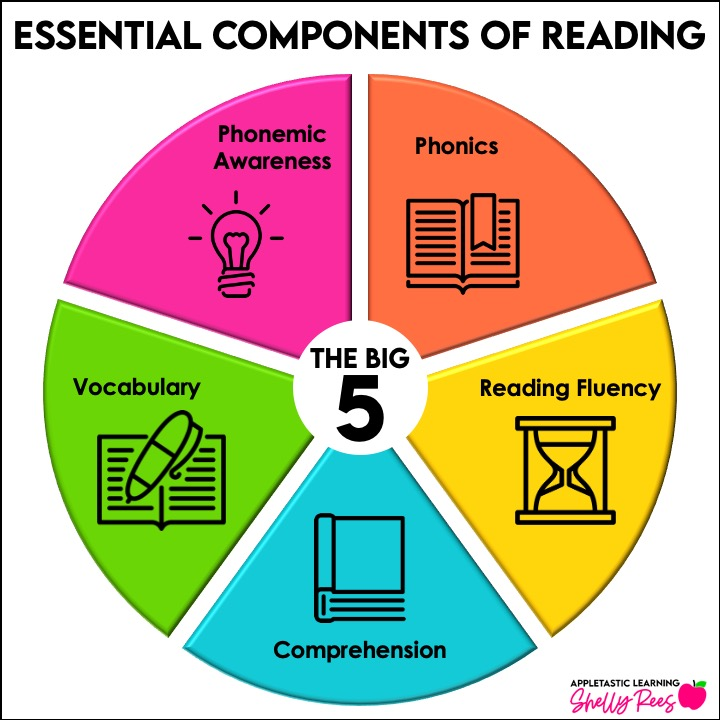 ESSENTIAL COMPONENTS OF READING
Phonemic
Awareness
Phonics
Vocabulary
THE BIG
5
Reading Fluency
Comprehension
APPLETASTIC LEARNING
Shelly Rees